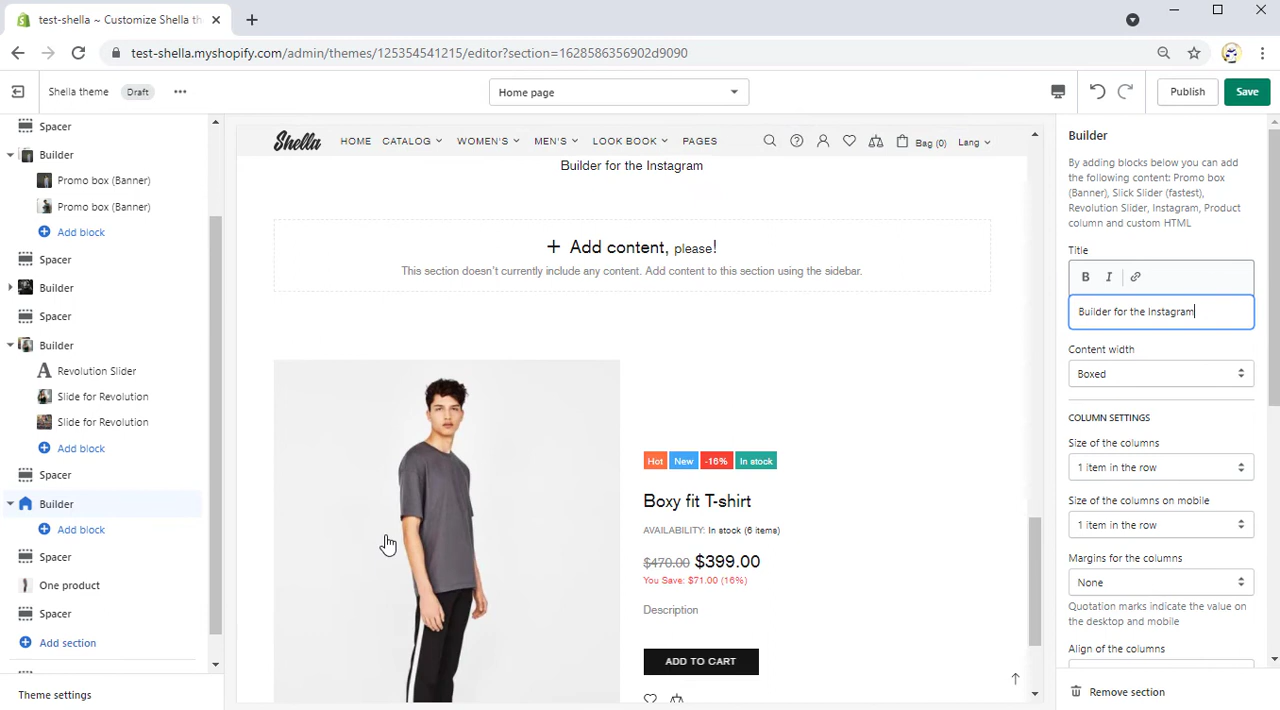 test-shella ~ Customize Shella th
test-shella.myshopify.com/admin/themes/125354541215/editor?section=1628586356902d9090
Shella theme
Draft
Home page
Publish
Save
Spacer
Builder
Promo box (Banner)
Promo box (Banner)
Add block
Spacer
Builder
Spacer
Builder
Revolution Slider
Slide for Revolution
Slide for Revolution
Add block
Spacer
Builder
Add block
Spacer
One product
Spacer
Add section
Theme settings
Shella
HOME CATALOG WOMEN'S MEN'S LOOK BOOK PAGES
Bag (0)
Lang
Builder for the Instagram
+ Add content, please!
This section doesn't currently include any content. Add content to this section using the sidebar.
Hot New -16% In stock
Boxy fit T-shirt
AVAILABILITY: In stock (6 items)
$470.00 $399.00
You Save: $71.00 (16%)
Description
ADD TO CART
Builder
By adding blocks below you can add
the following content: Promo box
(Banner), Slick Slider (fastest),
Revolution Slider, Instagram, Product
column and custom HTML
Title
B I
Builder for the Instagram
Content width
Boxed
COLUMN SETTINGS
Size of the columns
1 item in the row
Size of the columns on mobile
1 item in the row
Margins for the columns
None
Quotation marks indicate the value on
the desktop and mobile
Align of the columns
Remove section